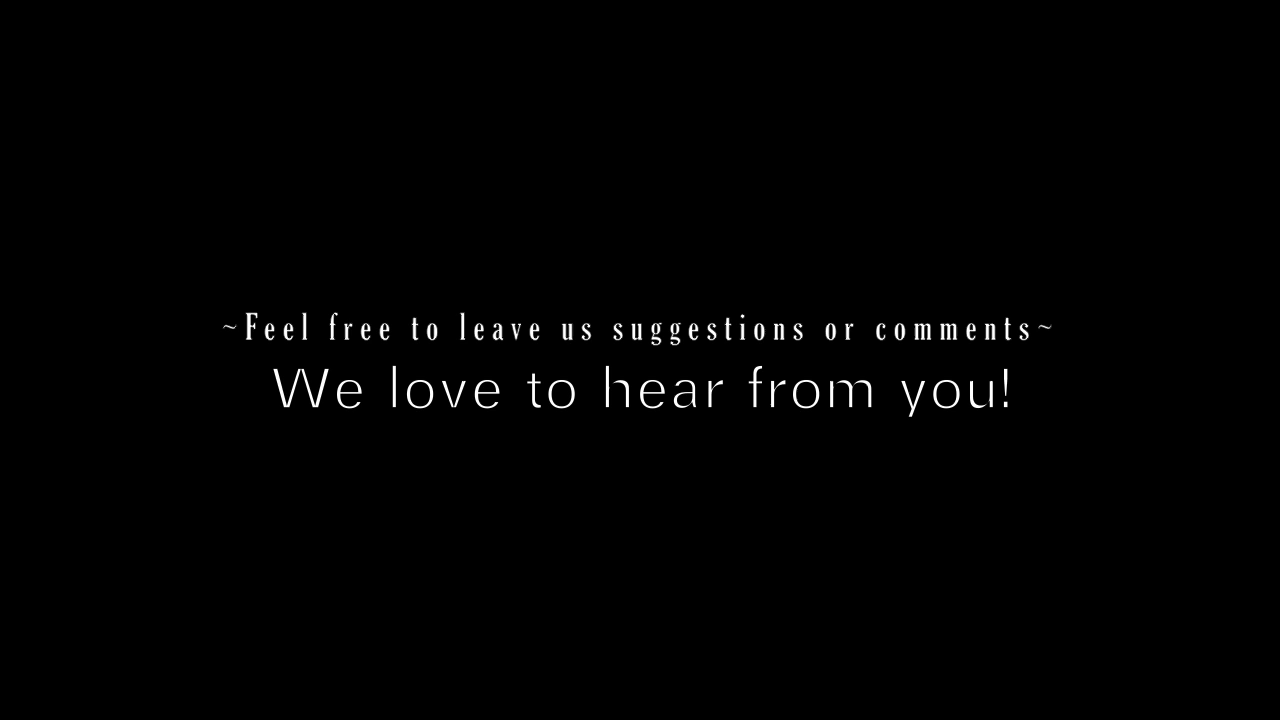 ~Feel free to leave us suggestions or comments~
We love to hear from you!